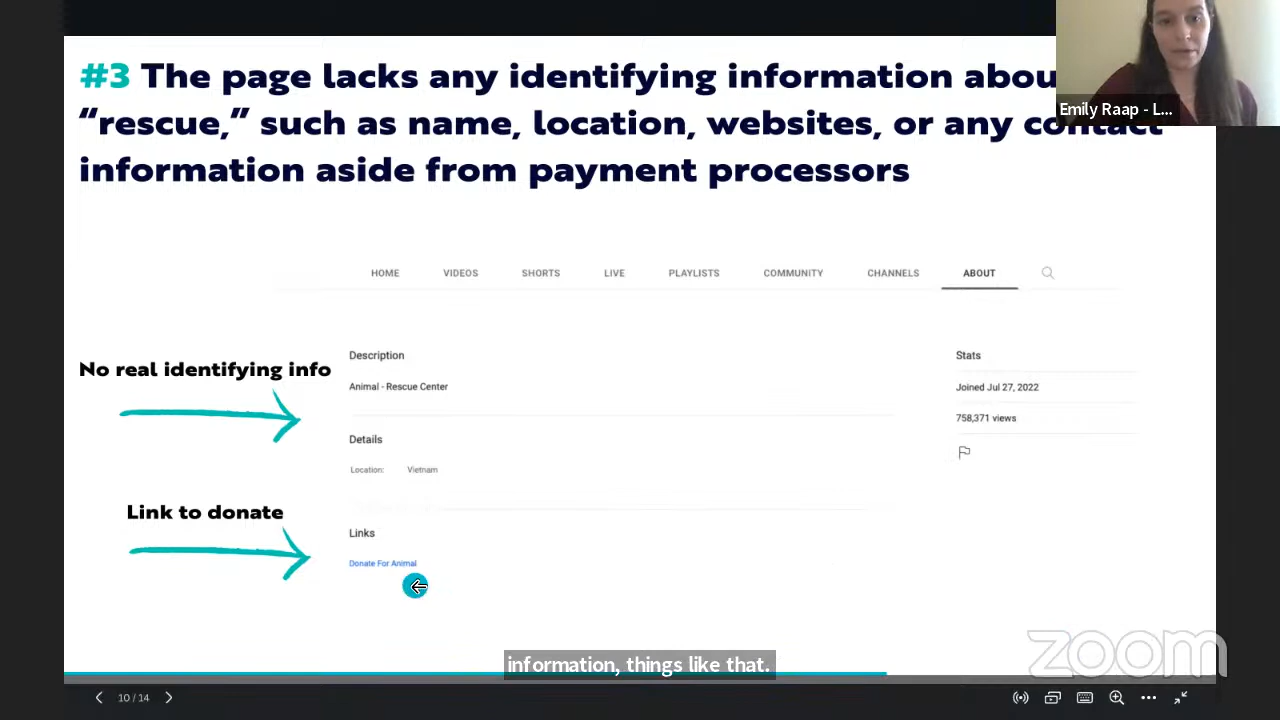 #3 The page lacks any identifying information abou
“rescue,” such as name, location, websites, or any contact
information aside from payment processors
Emily Raap - L...
HOME VIDEOS SHORTS LIVE PLAYLISTS COMMUNITY CHANNELS ABOUT
No real identifying info
Description
Animal - Rescue Center
Details
Location: Vietnam
Stats
Joined Jul 27, 2022
758,371 views
Link to donate
Links
Donate For Animal
information, things like that.
zoom
10 / 14